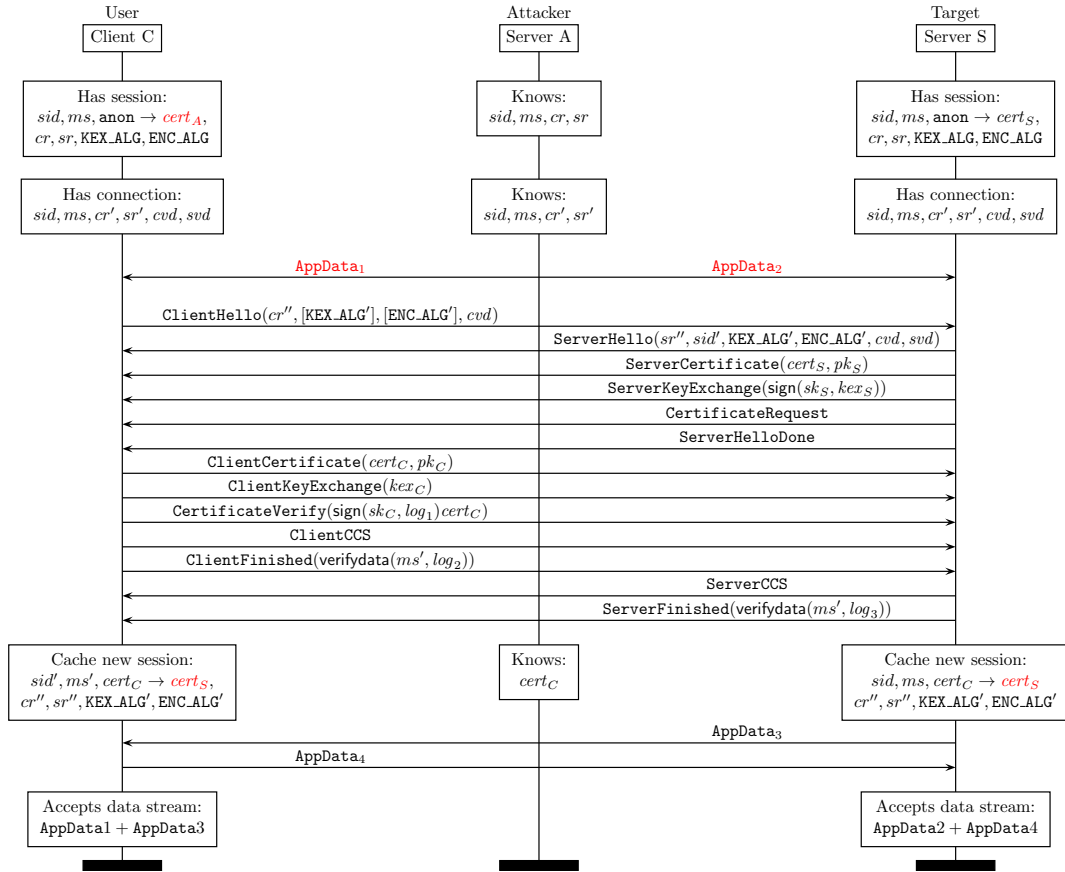 User Attacker Target
Client C Server A Server S
Has session:
sid, ms, anon → cert_A,
cr, sr, KEX_ALG, ENC_ALG
Knows:
sid, ms, cr, sr
Has session:
sid, ms, anon → cert_S,
cr, sr, KEX_ALG, ENC_ALG
Has connection:
sid, ms, cr′, sr′, cvd, svd
Knows:
sid, ms, cr′, sr′
Has connection:
sid, ms, cr′, sr′, cvd, svd
AppData₁ AppData₂
ClientHello(cr″, [KEX_ALG′], [ENC_ALG′], cvd)
ServerHello(sr″, sid′, KEX_ALG′, ENC_ALG′, cvd, svd)
ServerCertificate(cert_S, pk_S)
ServerKeyExchange(sign(sk_S, kex_S))
CertificateRequest
ServerHelloDone
ClientCertificate(cert_C, pk_C)
ClientKeyExchange(kex_C)
CertificateVerify(sign(sk_C, log₁)cert_C)
ClientCCS
ClientFinished(verifydata(ms′, log₂))
ServerCCS
ServerFinished(verifydata(ms′, log₃))
Cache new session:
sid′, ms′, cert_C → cert_S,
cr″, sr″, KEX_ALG′, ENC_ALG′
Knows:
cert_C
Cache new session:
sid, ms, cert_C → cert_S
cr″, sr″, KEX_ALG′, ENC_ALG′
AppData₃
AppData₄
Accepts data stream:
AppData1 + AppData3
Accepts data stream:
AppData2 + AppData4